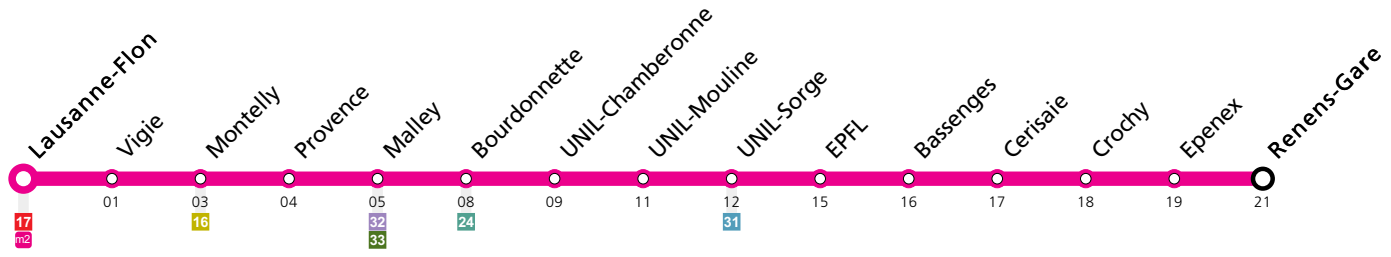 Lausanne-Flon
Vigie
Montelly
Provence
Malley
Bourdonnette
UNIL-Chamberonne
UNIL-Mouline
UNIL-Sorge
EPFL
Bassenges
Cerisaie
Crochy
Epenex
Renens-Gare
01 03 04 05 08 09 11 12 15 16 17 18 19 21
17 16 32 24 31
m2 33